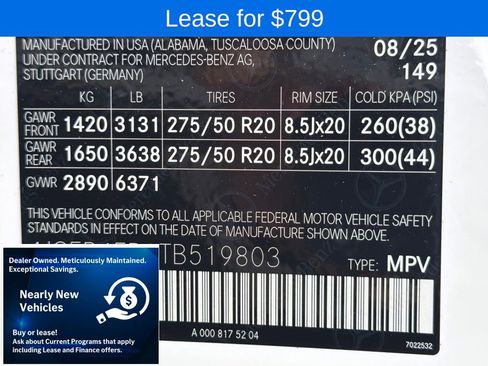 Lease for $799
MANUFACTURED IN USA (ALABAMA, TUSCALOOSA COUNTY)
UNDER CONTRACT FOR MERCEDES-BENZ AG,
STUTTGART (GERMANY)
08/25
149
KG LB TIRES RIM SIZE COLD KPA (PSI)
GAWR FRONT 1420 3131 275/50 R20 8.5Jx20 260(38)
GAWR REAR 1650 3638 275/50 R20 8.5Jx20 300(44)
GVWR 2890 6371
THIS VEHICLE CONFORMS TO ALL APPLICABLE FEDERAL MOTOR VEHICLE SAFETY
IN EFFECT ON THE DATE OF MANUFACTURE SHOWN ABOVE.
TB519803
TYPE: MPV
A 000 817 52 04
7022532
Dealer Owned. Meticulously Maintained.
Exceptional Savings.
Nearly New
Vehicles
Buy or lease!
Ask about Current Programs that apply
including Lease and Finance offers.